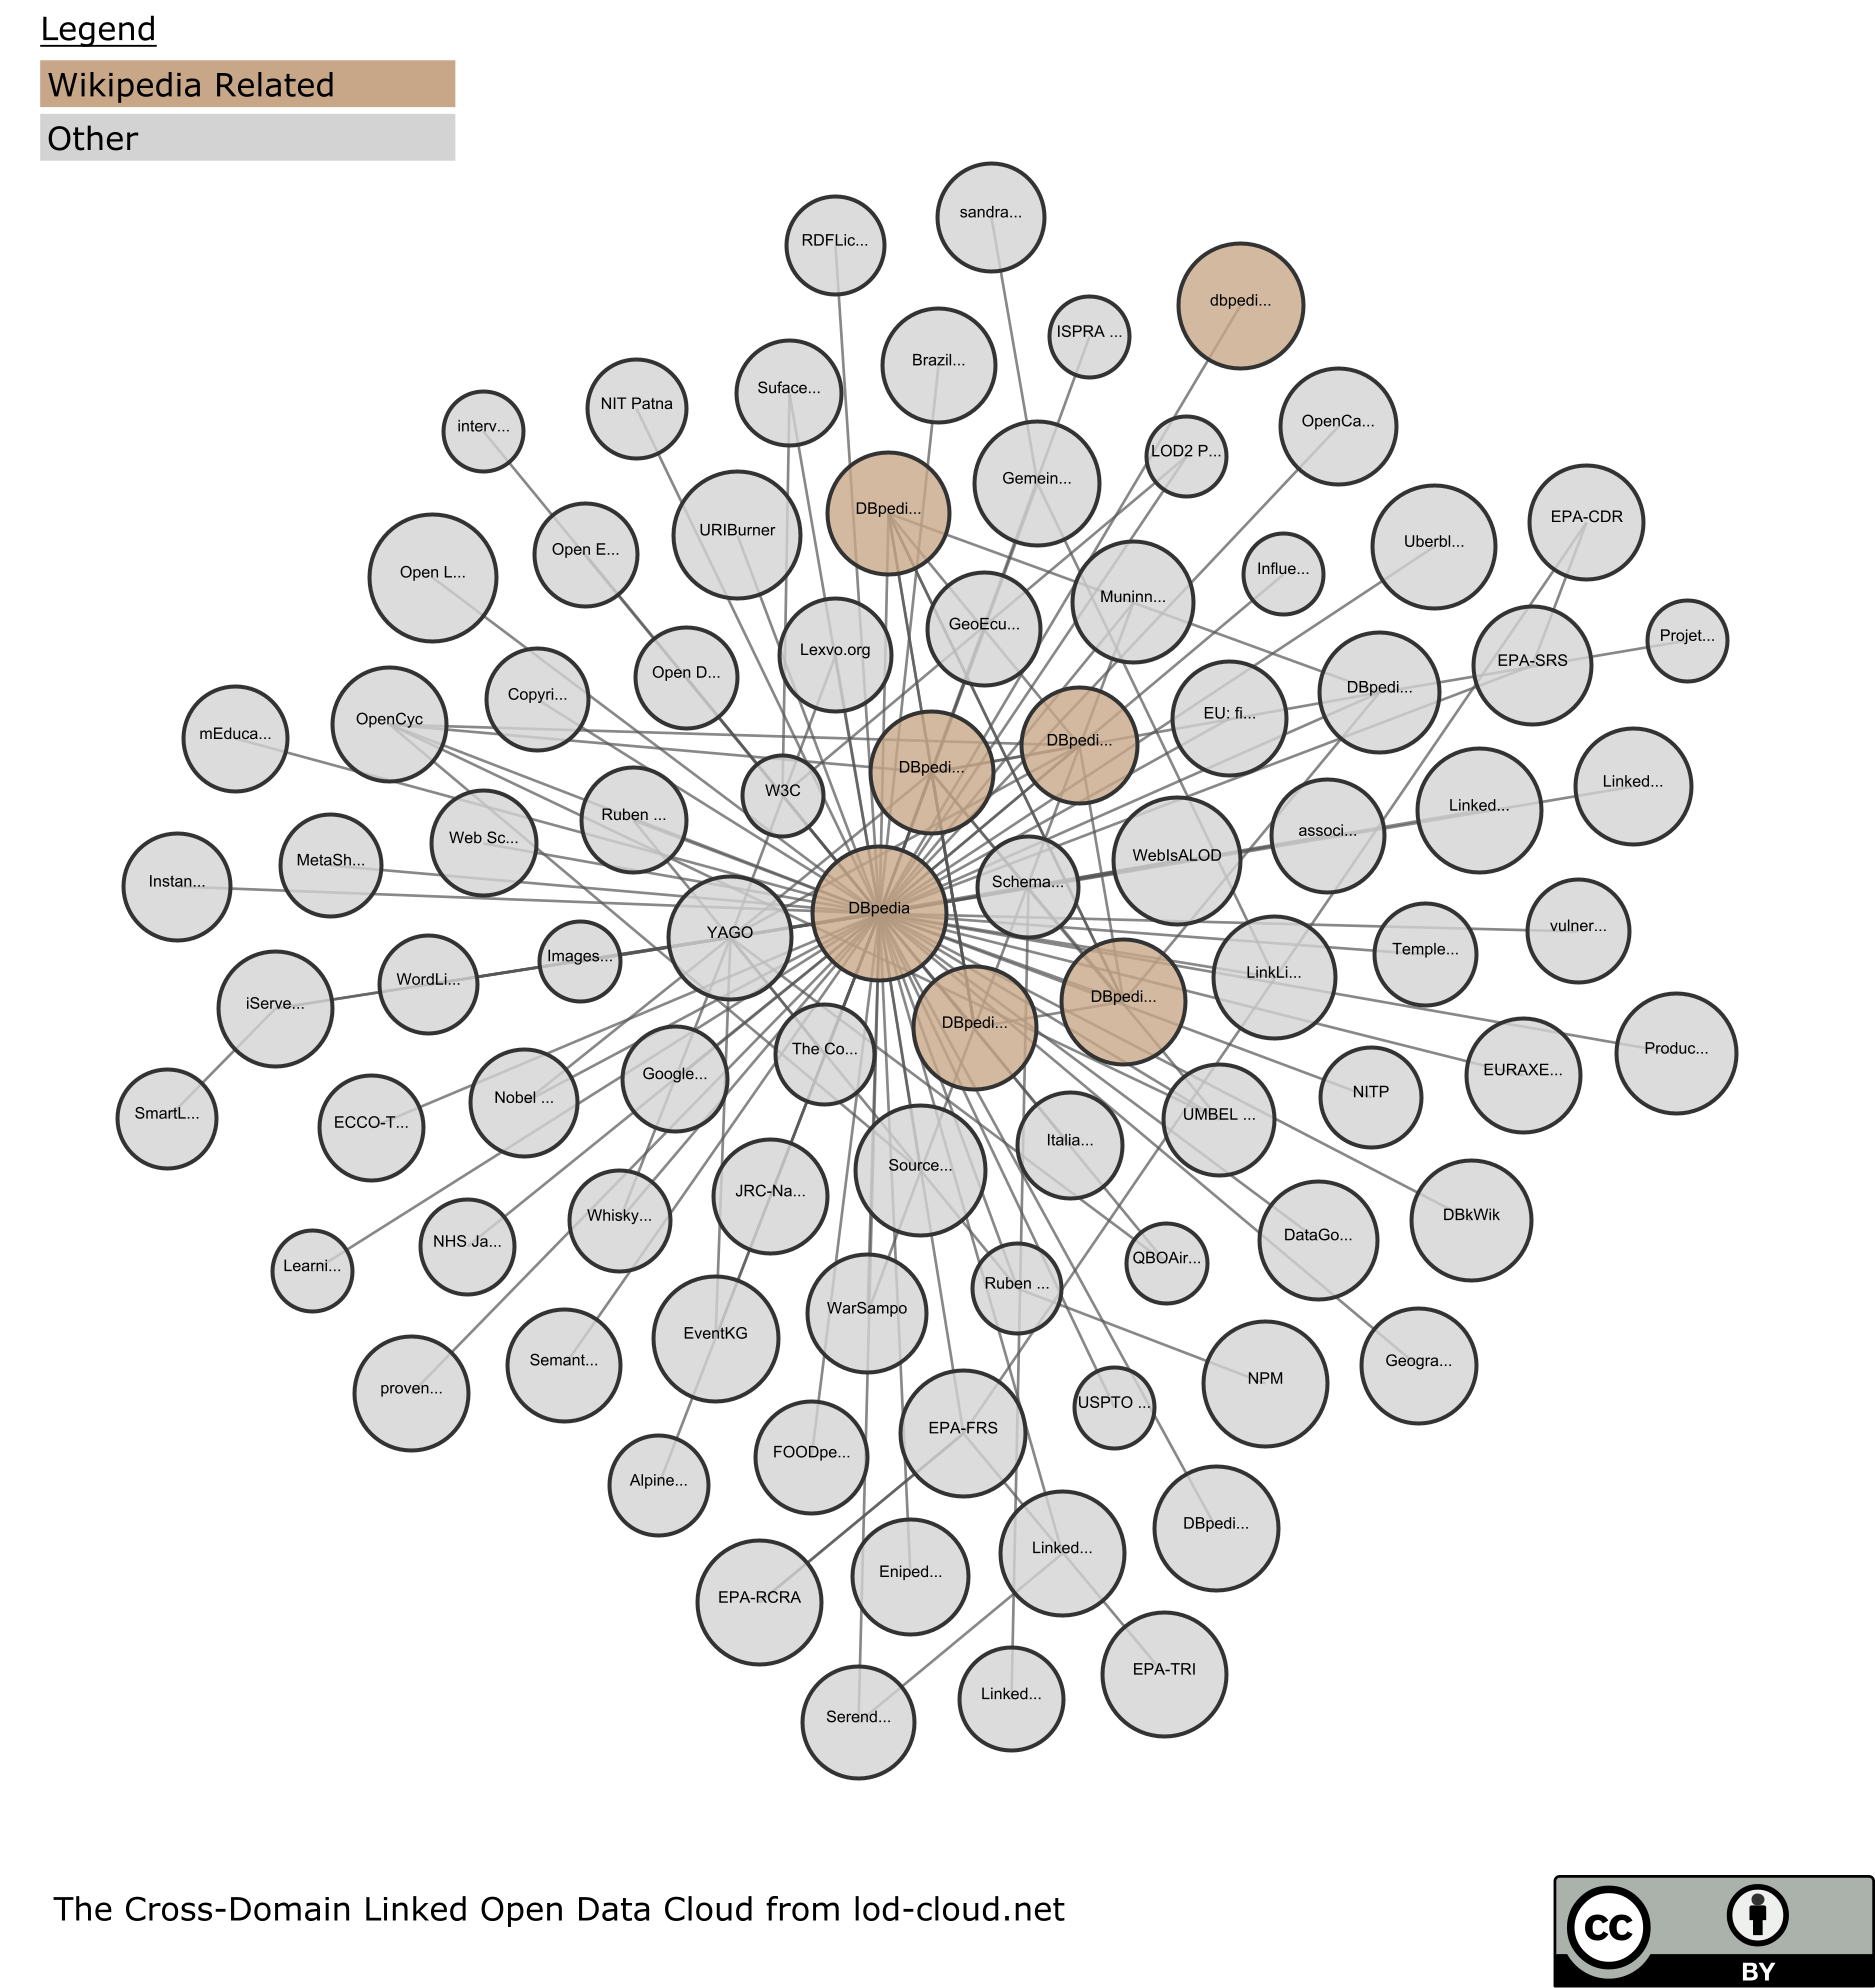 Legend
Wikipedia Related
Other
sandra...
RDFLic...
dbpedi...
ISPRA ...
Brazil...
Suface...
NIT Patna
OpenCa...
interv...
LOD2 P...
Gemein...
DBpedi...
EPA-CDR
URIBurner
Uberbl...
Open E...
Influe...
Open L...
Muninn...
GeoEcu...
Projet...
Lexvo.org
EPA-SRS
Open D...
DBpedi...
Copyri...
EU: fi...
OpenCyc
mEduca...
DBpedi...
DBpedi...
Linked...
W3C
Linked...
Ruben ...
associ...
Web Sc...
WebIsALOD
MetaSh...
Instan...
Schema...
DBpedia
vulner...
YAGO
Temple...
Images...
LinkLi...
WordLi...
DBpedi...
iServe...
DBpedi...
The Co...
Produc...
EURAXE...
Google...
NITP
Nobel ...
SmartL...
UMBEL ...
ECCO-T...
Italia...
Source...
JRC-Na...
DBkWik
Whisky...
DataGo...
NHS Ja...
QBOAir...
Learni...
Ruben ...
WarSampo
EventKG
Semant...
Geogra...
NPM
proven...
USPTO ...
EPA-FRS
FOODpe...
Alpine...
DBpedi...
Linked...
Eniped...
EPA-RCRA
EPA-TRI
Linked...
Serend...
The Cross-Domain Linked Open Data Cloud from lod-cloud.net
cc
BY